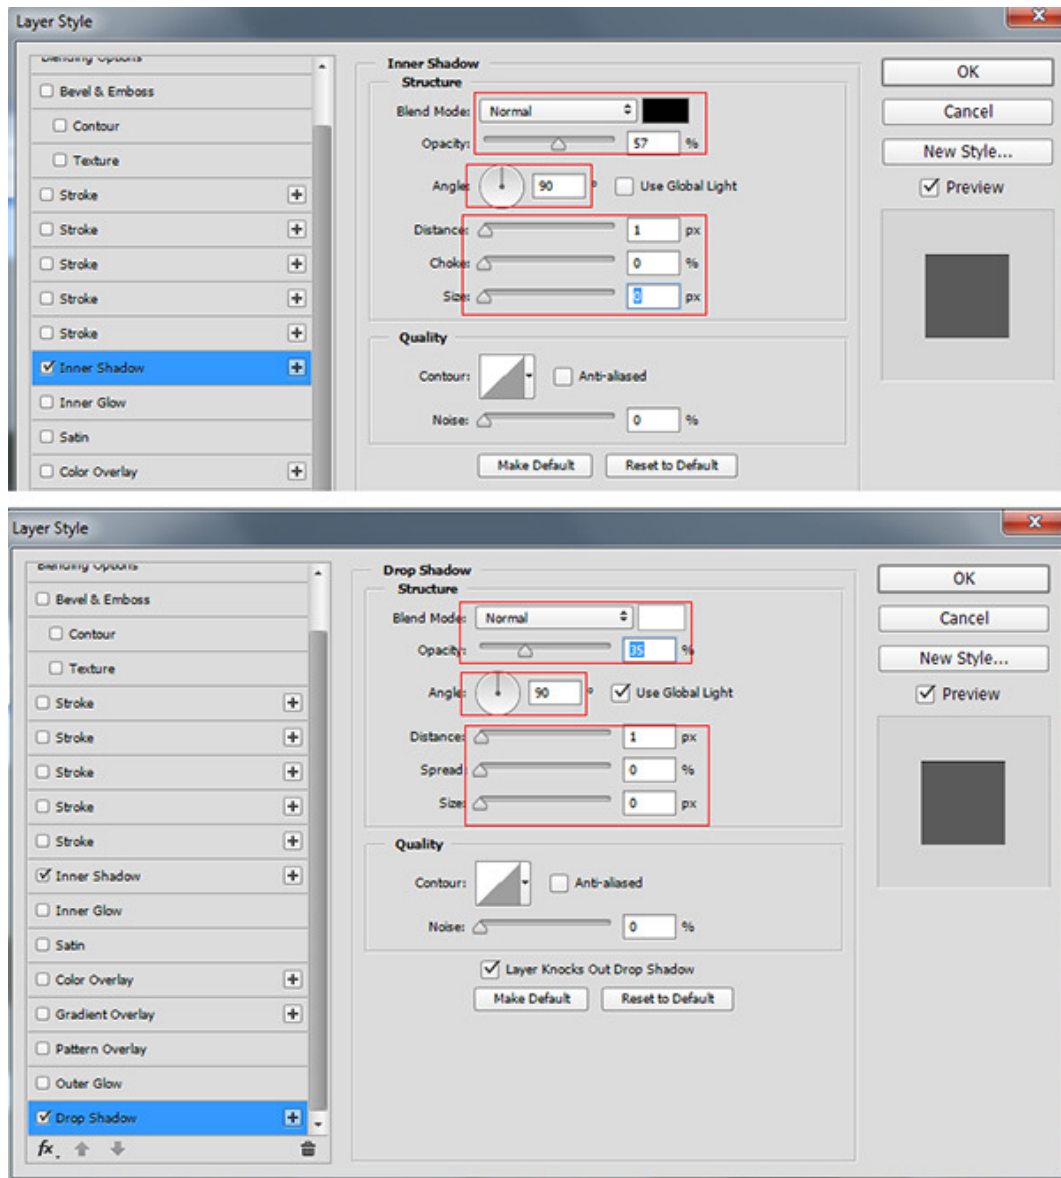 Layer Style
Blending Options
Bevel & Emboss
Contour
Texture
Stroke
Stroke
Stroke
Stroke
Stroke
Inner Shadow
Inner Glow
Satin
Color Overlay
Inner Shadow
Structure
Blend Mode: Normal
Opacity: 57 %
Angle: 90 ° Use Global Light
Distance: 1 px
Choke: 0 %
Size: 0 px
Quality
Contour: Anti-aliased
Noise: 0 %
Make Default Reset to Default
OK
Cancel
New Style...
Preview
Layer Style
Blending Options
Bevel & Emboss
Contour
Texture
Stroke
Stroke
Stroke
Stroke
Stroke
Inner Shadow
Inner Glow
Satin
Color Overlay
Gradient Overlay
Pattern Overlay
Outer Glow
Drop Shadow
fx.
Drop Shadow
Structure
Blend Mode: Normal
Opacity: 35 %
Angle: 90 ° Use Global Light
Distance: 1 px
Spread: 0 %
Size: 0 px
Quality
Contour: Anti-aliased
Noise: 0 %
Layer Knocks Out Drop Shadow
Make Default Reset to Default
OK
Cancel
New Style...
Preview